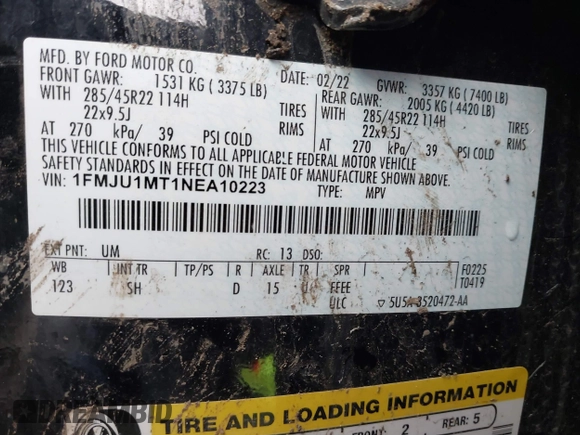 MFD. BY FORD MOTOR CO.
DATE: 02/22 GVWR: 3357 KG ( 7400 LB)
FRONT GAWR: 1531 KG ( 3375 LB) REAR GAWR: 2005 KG ( 4420 LB)
WITH 285/45R22 114H TIRES WITH 285/45R22 114H TIRES
22x9.5J RIMS 22x9.5J RIMS
AT 270 kPa/ 39 PSI COLD AT 270 kPa/ 39 PSI COLD
THIS VEHICLE CONFORMS TO ALL APPLICABLE FEDERAL MOTOR VEHICLE
SAFETY STANDARDS IN EFFECT ON THE DATE OF MANUFACTURE SHOWN ABOVE.
VIN: 1FMJU1MT1NEA10223 TYPE: MPV
EXT PNT: UM RC: 13 DSO:
WB INT TR TP/PS R AXLE TR SPR F0225
123 SH D 15 FFFF T0419
ULC 5U5A-3520472-AA
TIRE AND LOADING INFORMATION
FRONT 2 REAR: 5
DREAMBID